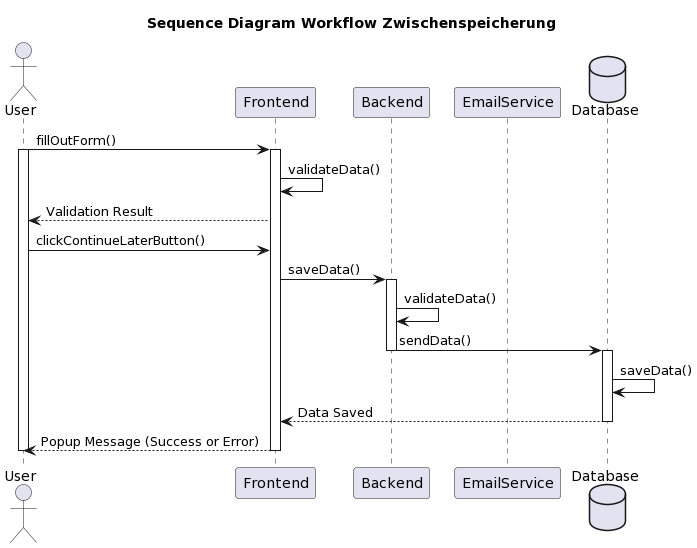 Sequence Diagram Workflow Zwischenspeicherung
User
Frontend
Backend
EmailService
Database
fillOutForm()
validateData()
Validation Result
clickContinueLaterButton()
saveData()
validateData()
sendData()
saveData()
Data Saved
Popup Message (Success or Error)
User
Frontend
Backend
EmailService
Database